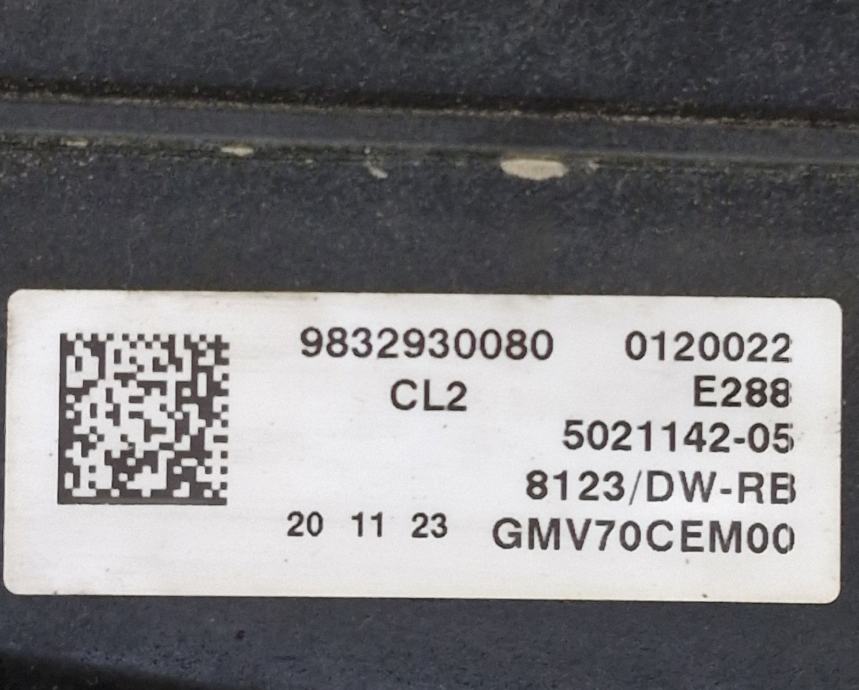 9832930080 0120022
CL2 E288
5021142-05
8123/DW-RB
20 11 23 GMV70CEM00